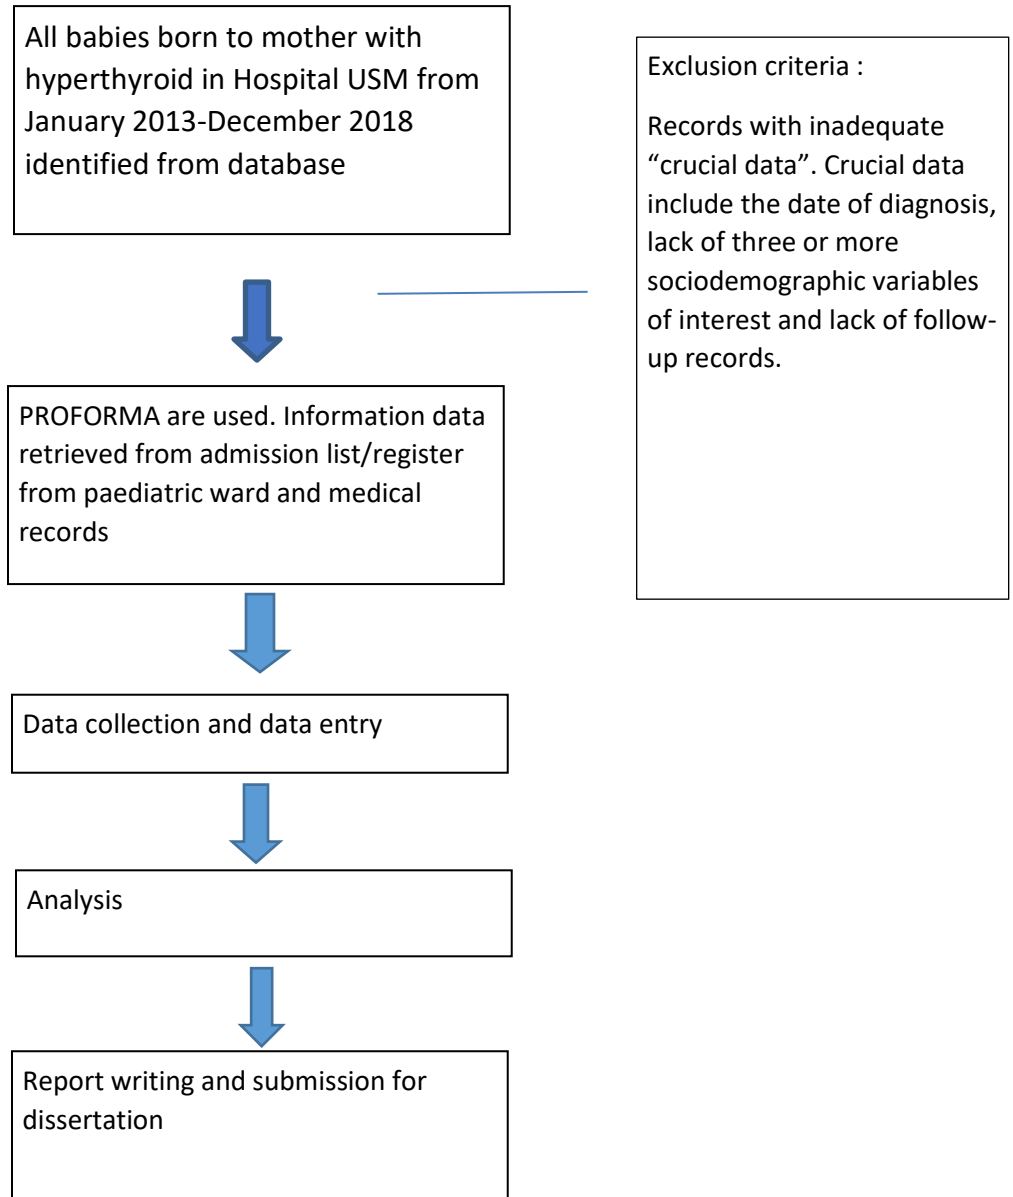 All babies born to mother with
hyperthyroid in Hospital USM from
January 2013-December 2018
identified from database
Exclusion criteria :
Records with inadequate
“crucial data”. Crucial data
include the date of diagnosis,
lack of three or more
sociodemographic variables
of interest and lack of follow-
up records.
PROFORMA are used. Information data
retrieved from admission list/register
from paediatric ward and medical
records
Data collection and data entry
Analysis
Report writing and submission for
dissertation